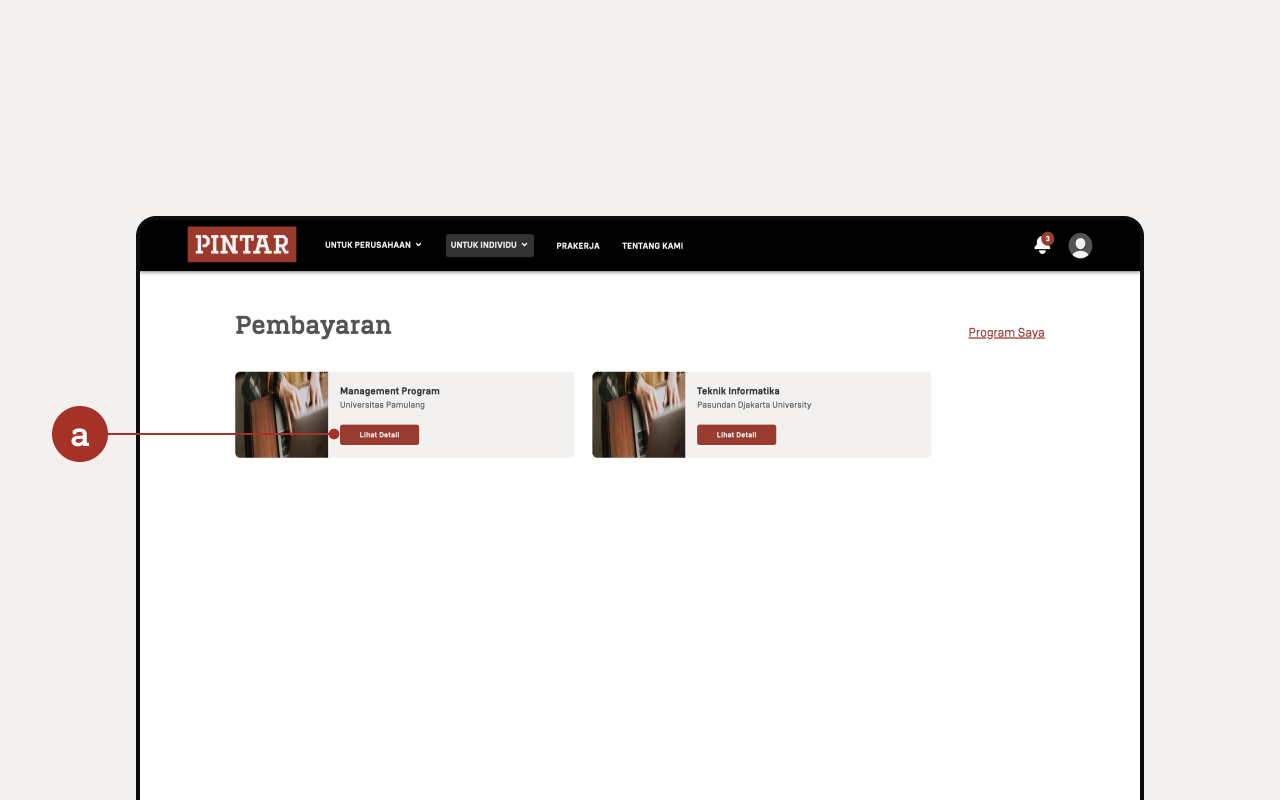 PINTAR
UNTUK PERUSAHAAN
UNTUK INDIVIDU
PRAKERJA
TENTANG KAMI
3
Pembayaran
Program Saya
Management Program
Universitas Pamulang
Lihat Detail
Teknik Informatika
Pasundan Djakarta University
Lihat Detail
a